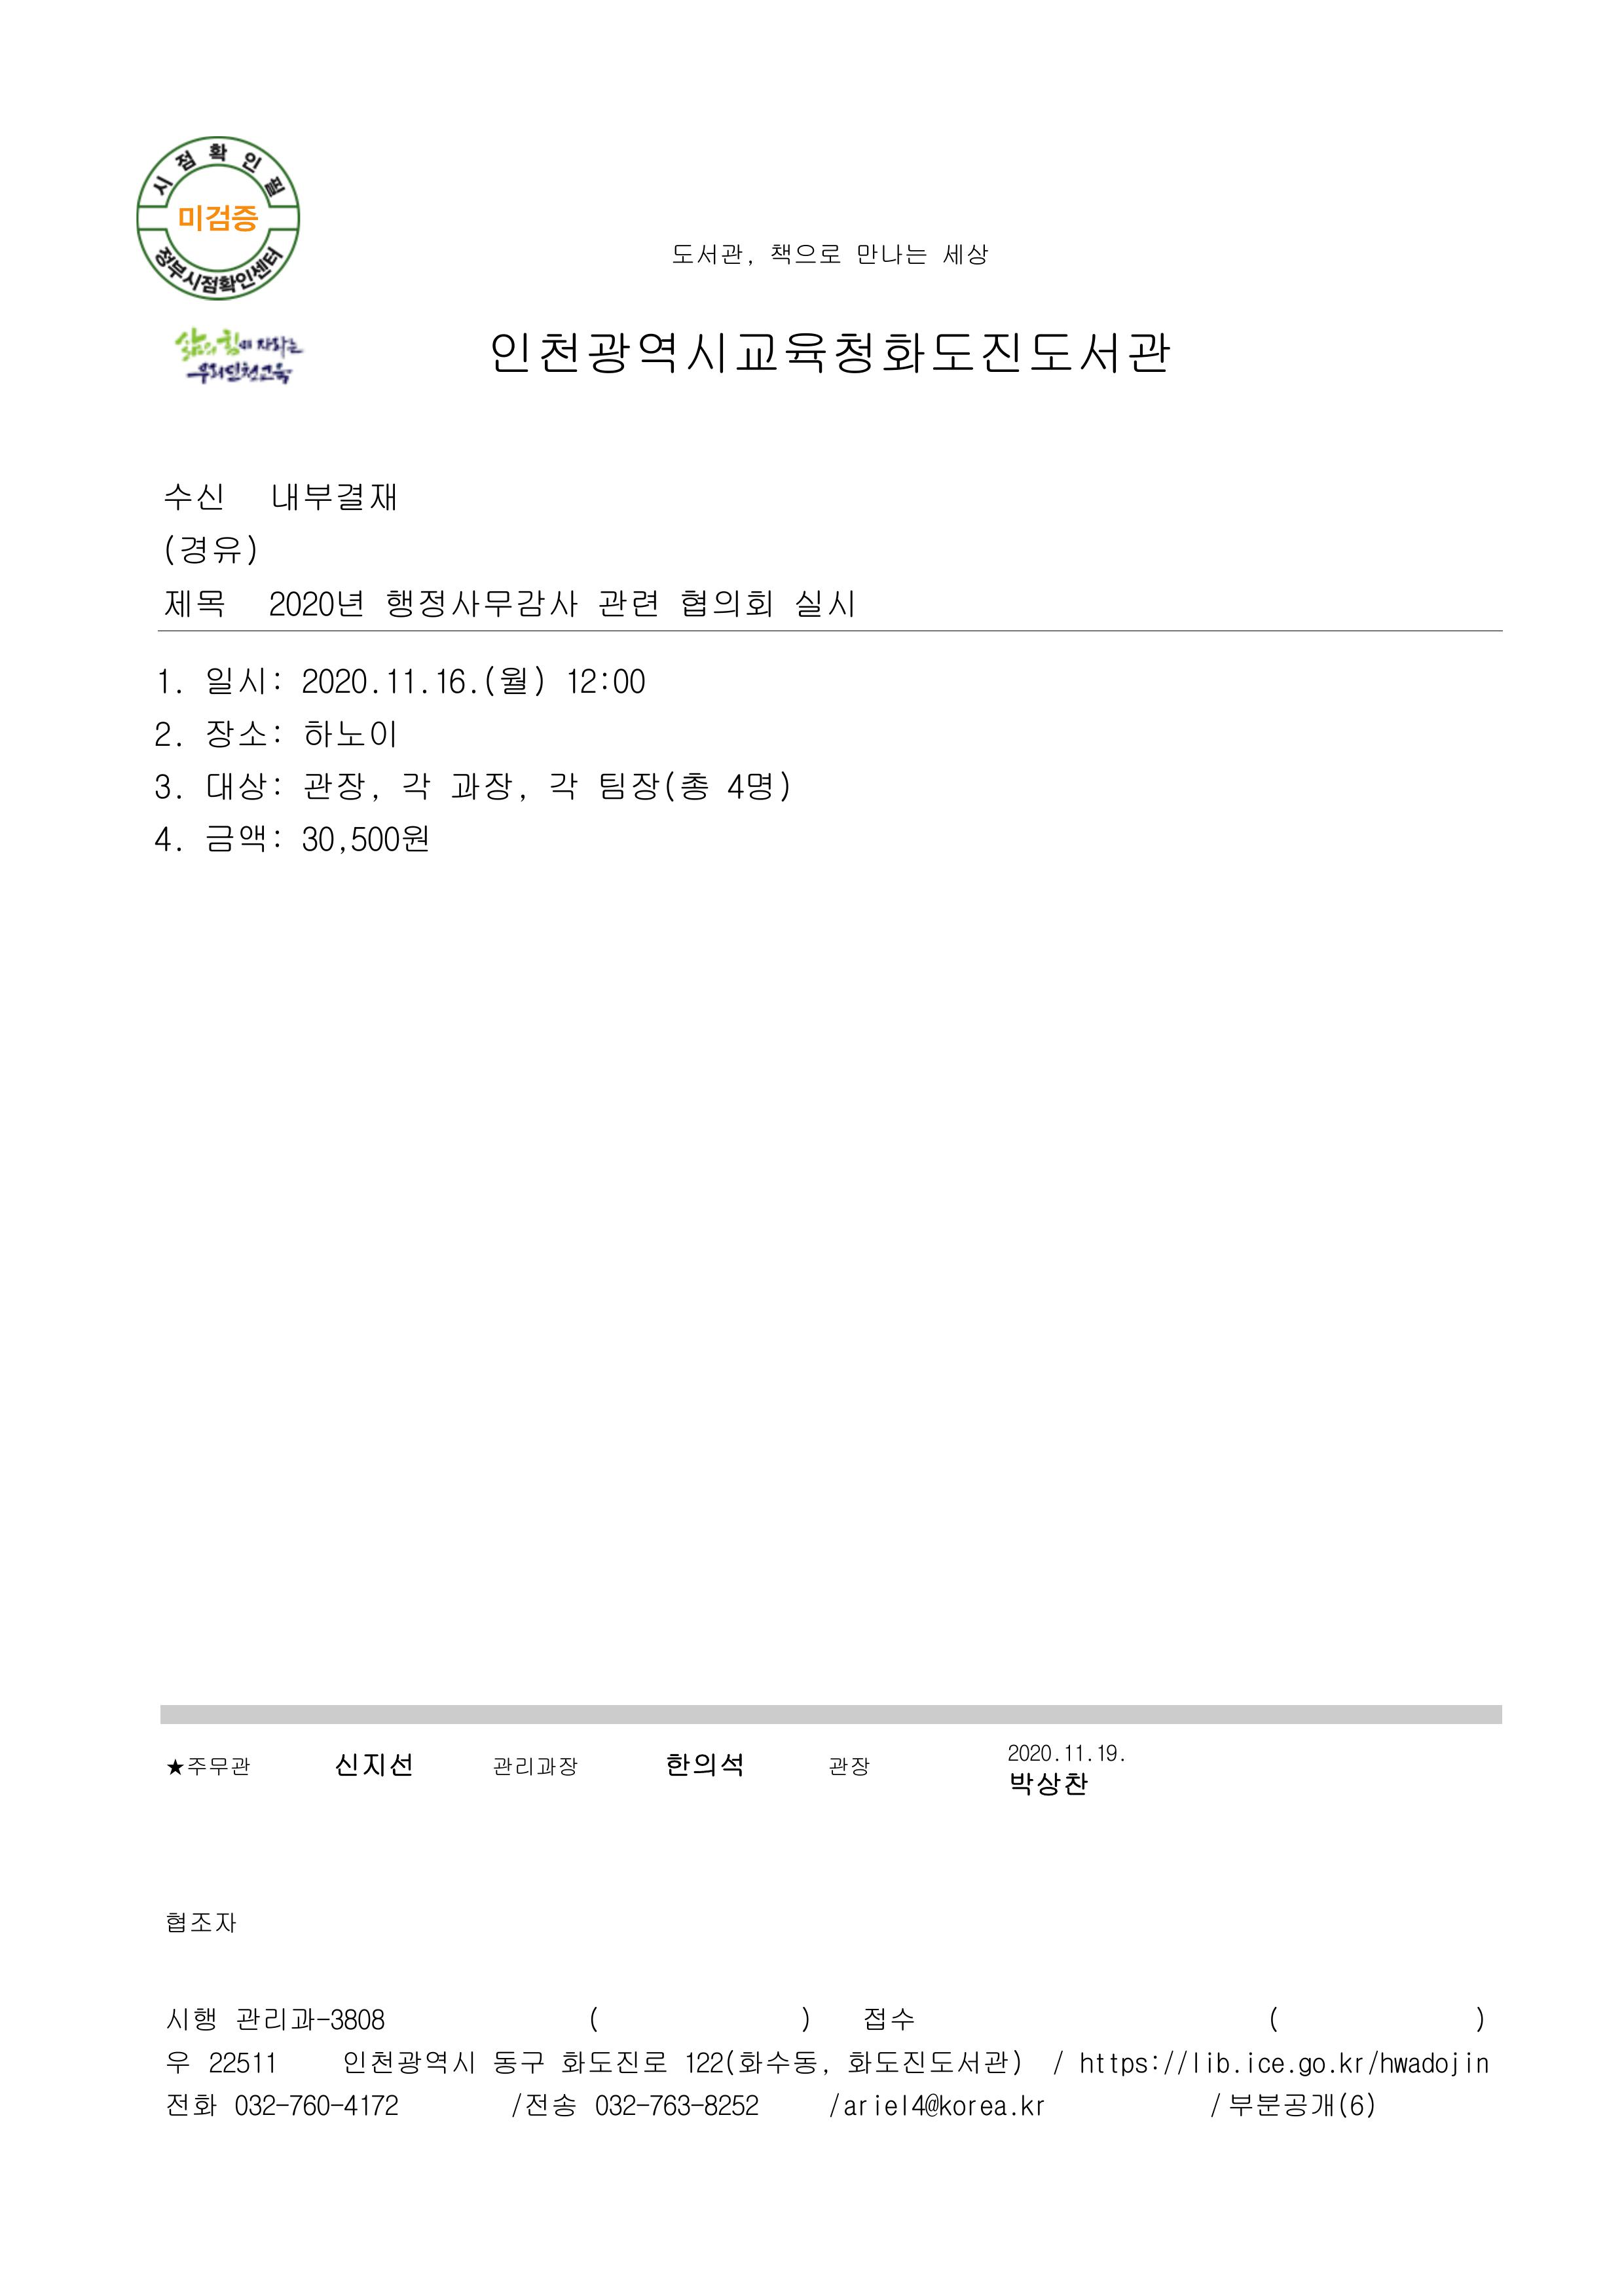 시점확인필
미검증
정부시점확인센터
도서관, 책으로 만나는 세상
삶의 힘이 자라는
우리인천교육
인천광역시교육청화도진도서관
수신 내부결재
(경유)
제목 2020년 행정사무감사 관련 협의회 실시
1. 일시: 2020.11.16.(월) 12:00
2. 장소: 하노이
3. 대상: 관장, 각 과장, 각 팀장(총 4명)
4. 금액: 30,500원
★주무관 신지선 관리과장 한의석 관장 2020.11.19.
박상찬
협조자
시행 관리과-3808 ( ) 접수 ( )
우 22511 인천광역시 동구 화도진로 122(화수동, 화도진도서관) / https://lib.ice.go.kr/hwadojin
전화 032-760-4172 /전송 032-763-8252 /ariel4@korea.kr / 부분공개(6)